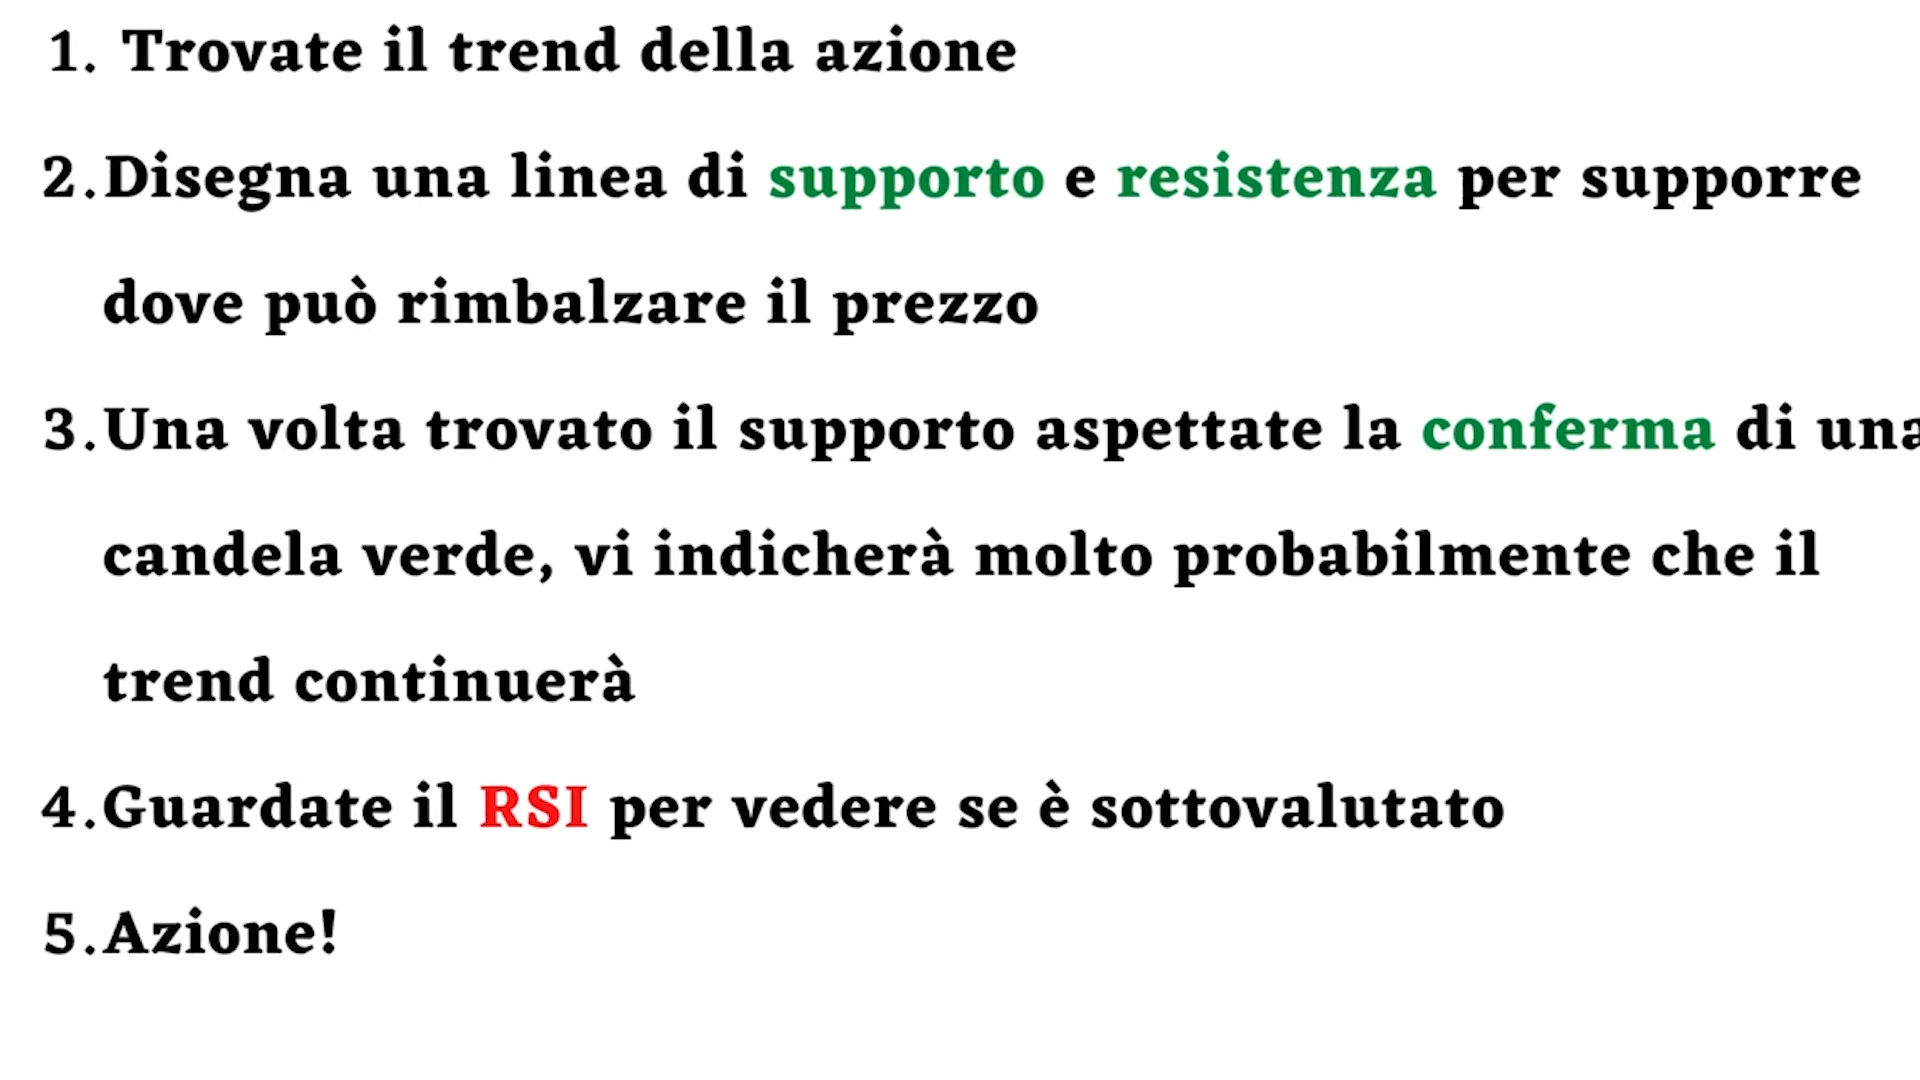 1. Trovate il trend della azione
2.Disegna una linea di supporto e resistenza per supporre
dove può rimbalzare il prezzo
3.Una volta trovato il supporto aspettate la conferma di una
candela verde, vi indicherà molto probabilmente che il
trend continuerà
4.Guardate il RSI per vedere se è sottovalutato
5.Azione!